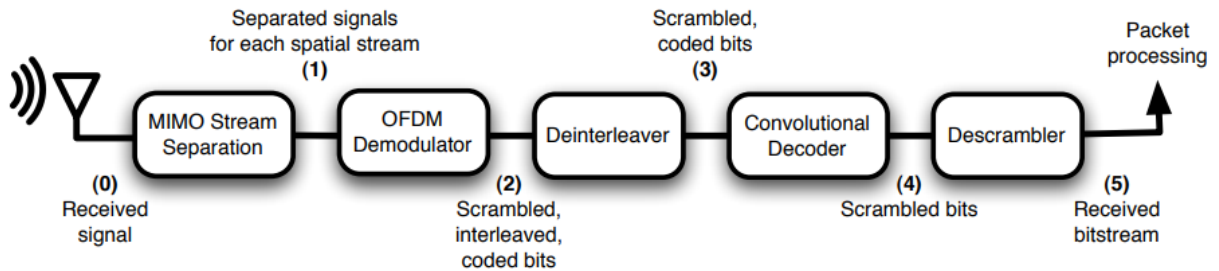 Separated signals
for each spatial stream
(1)
Scrambled,
coded bits
(3)
Packet
processing
MIMO Stream
Separation
OFDM
Demodulator
Deinterleaver
Convolutional
Decoder
Descrambler
(0)
Received
signal
(2)
Scrambled,
interleaved,
coded bits
(4)
Scrambled bits
(5)
Received
bitstream